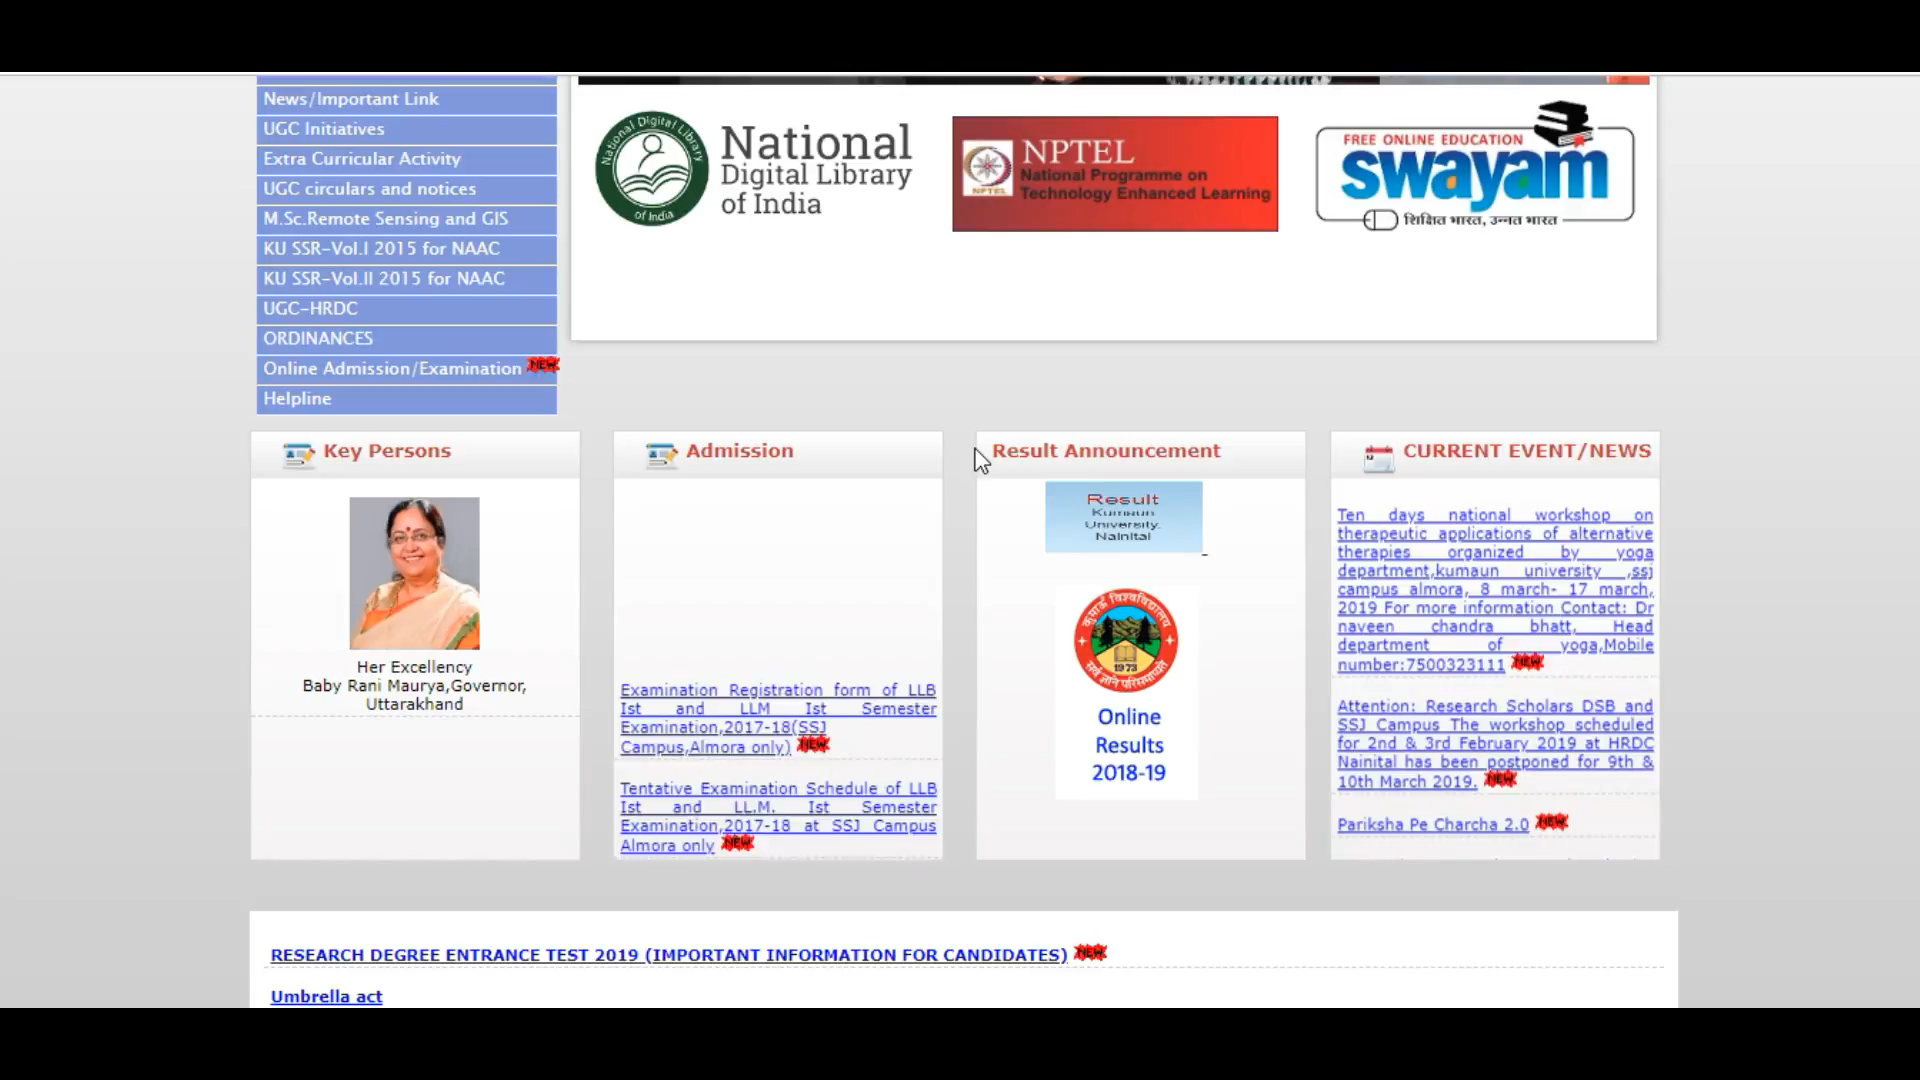 News/Important Link
UGC Initiatives
Extra Curricular Activity
UGC circulars and notices
M.Sc.Remote Sensing and GIS
KU SSR-Vol.I 2015 for NAAC
KU SSR-Vol.II 2015 for NAAC
UGC-HRDC
ORDINANCES
Online Admission/Examination NEW
Helpline
National Digital Library
of India
National
Digital Library
of India
NPTEL
NPTEL
National Programme on
Technology Enhanced Learning
FREE ONLINE EDUCATION
swayam
शिक्षित भारत, उन्नत भारत
Key Persons
Her Excellency
Baby Rani Maurya,Governor,
Uttarakhand
Admission
Examination Registration form of LLB
Ist and LLM Ist Semester
Examination,2017-18(SSJ
Campus,Almora only) NEW
Tentative Examination Schedule of LLB
Ist and LL.M. Ist Semester
Examination,2017-18 at SSJ Campus
Almora only NEW
Result Announcement
Result
Kumaun
University.
Nainital
कुमाऊँ विश्वविद्यालय
1973
Online
Results
2018-19
CURRENT EVENT/NEWS
Ten days national workshop on
therapeutic applications of alternative
therapies organized by yoga
department,kumaun university ,ssj
campus almora, 8 march- 17 march,
2019 For more information Contact: Dr
naveen chandra bhatt, Head
department of yoga,Mobile
number:7500323111 NEW
Attention: Research Scholars DSB and
SSJ Campus The workshop scheduled
for 2nd & 3rd February 2019 at HRDC
Nainital has been postponed for 9th &
10th March 2019. NEW
Pariksha Pe Charcha 2.0 NEW
RESEARCH DEGREE ENTRANCE TEST 2019 (IMPORTANT INFORMATION FOR CANDIDATES) NEW
Umbrella act